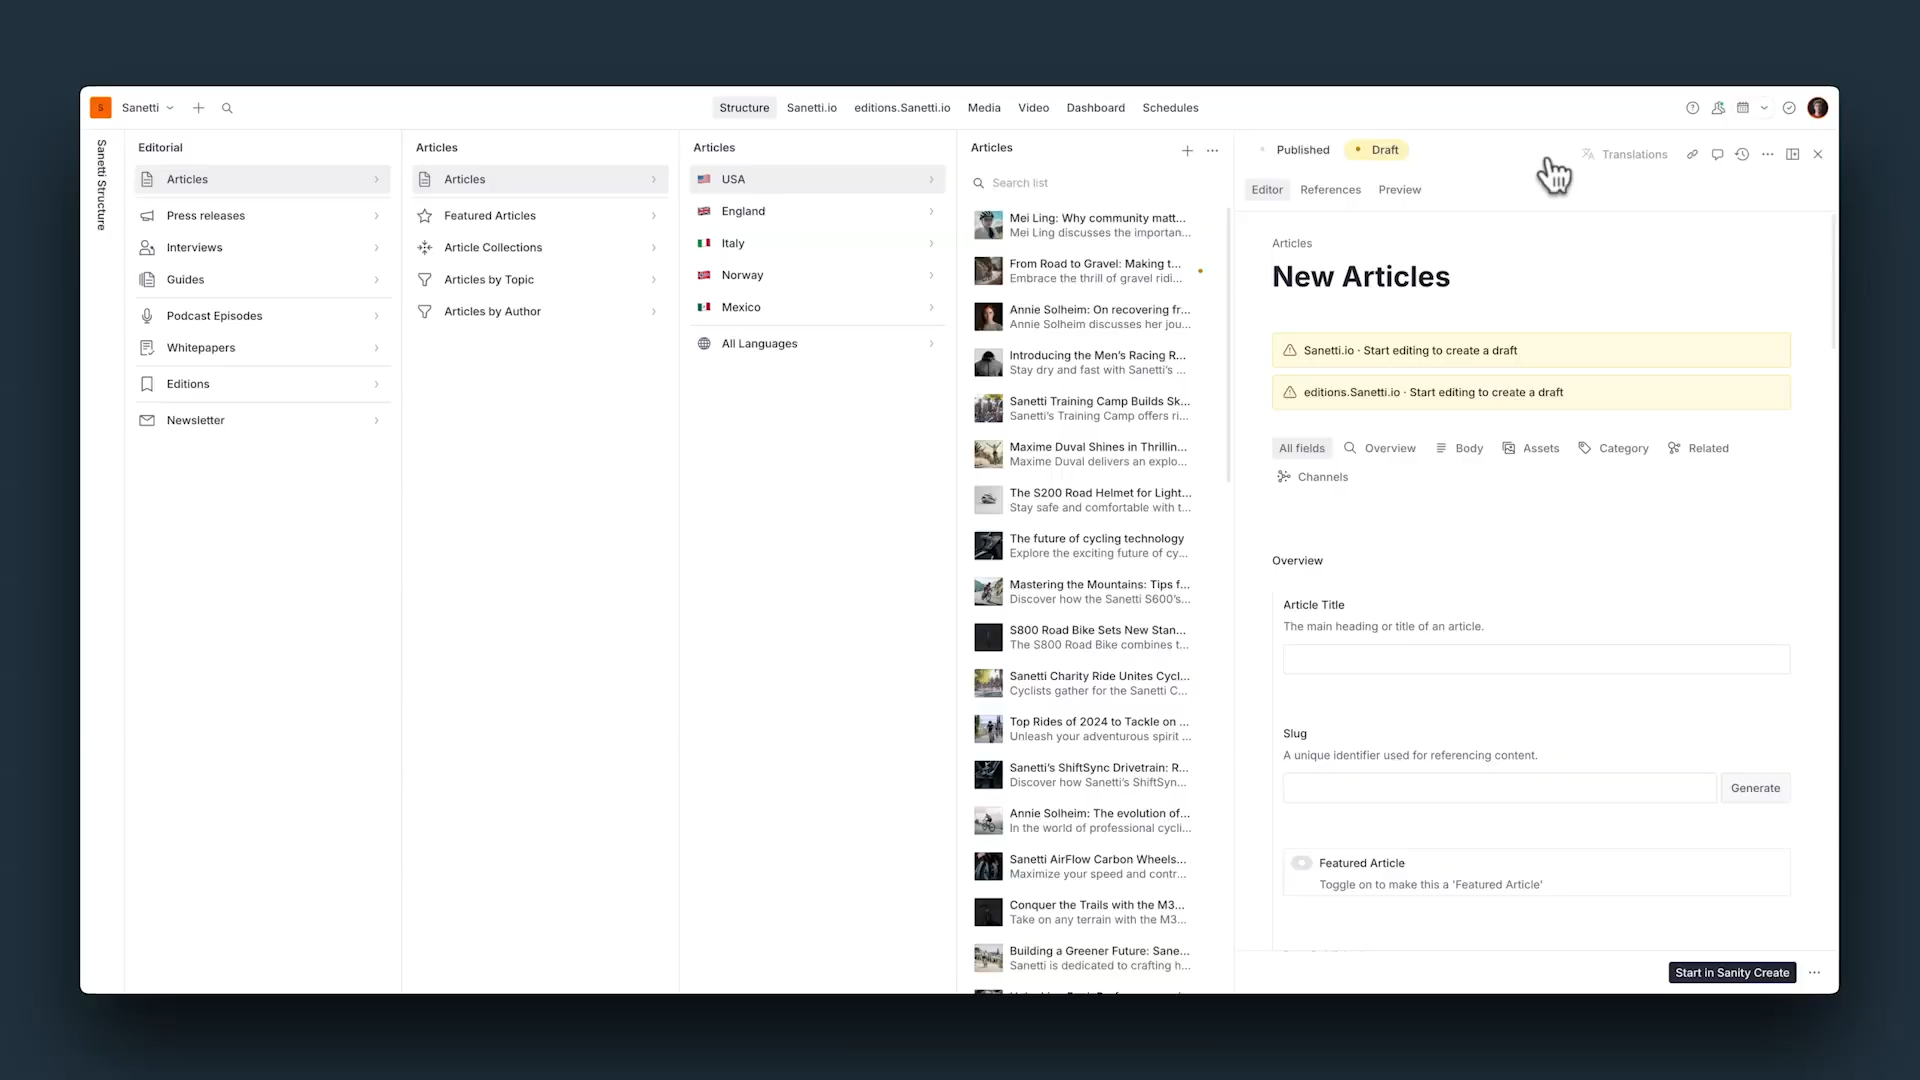 S
Sanetti
Structure
Sanetti.io
editions.Sanetti.io
Media
Video
Dashboard
Schedules
Sanetti Structure
Editorial
Articles
Press releases
Interviews
Guides
Podcast Episodes
Whitepapers
Editions
Newsletter
Articles
Articles
Featured Articles
Article Collections
Articles by Topic
Articles by Author
Articles
USA
England
Italy
Norway
Mexico
All Languages
Articles
Search list
Mei Ling: Why community matt...
Mei Ling discusses the importan...
From Road to Gravel: Making t...
Embrace the thrill of gravel ridi...
Annie Solheim: On recovering fr...
Annie Solheim discusses her jou...
Introducing the Men’s Racing R...
Stay dry and fast with Sanetti’s ...
Sanetti Training Camp Builds Sk...
Sanetti’s Training Camp offers ri...
Maxime Duval Shines in Thrillin...
Maxime Duval delivers an explo...
The S200 Road Helmet for Light...
Stay safe and comfortable with t...
The future of cycling technology
Explore the exciting future of cy...
Mastering the Mountains: Tips f...
Discover how the Sanetti S600’s...
S800 Road Bike Sets New Stan...
The S800 Road Bike combines t...
Sanetti Charity Ride Unites Cycl...
Cyclists gather for the Sanetti C...
Top Rides of 2024 to Tackle on ...
Unleash your adventurous spirit ...
Sanetti’s ShiftSync Drivetrain: R...
Discover how Sanetti’s ShiftSyn...
Annie Solheim: The evolution of...
In the world of professional cycli...
Sanetti AirFlow Carbon Wheels...
Maximize your speed and contr...
Conquer the Trails with the M3...
Take on any terrain with the M3...
Building a Greener Future: Sane...
Sanetti is dedicated to crafting h...
Published
Draft
Translations
Editor
References
Preview
Articles
New Articles
Sanetti.io · Start editing to create a draft
editions.Sanetti.io · Start editing to create a draft
All fields
Overview
Body
Assets
Category
Related
Channels
Overview
Article Title
The main heading or title of an article.
Slug
A unique identifier used for referencing content.
Generate
Featured Article
Toggle on to make this a 'Featured Article'
Start in Sanity Create